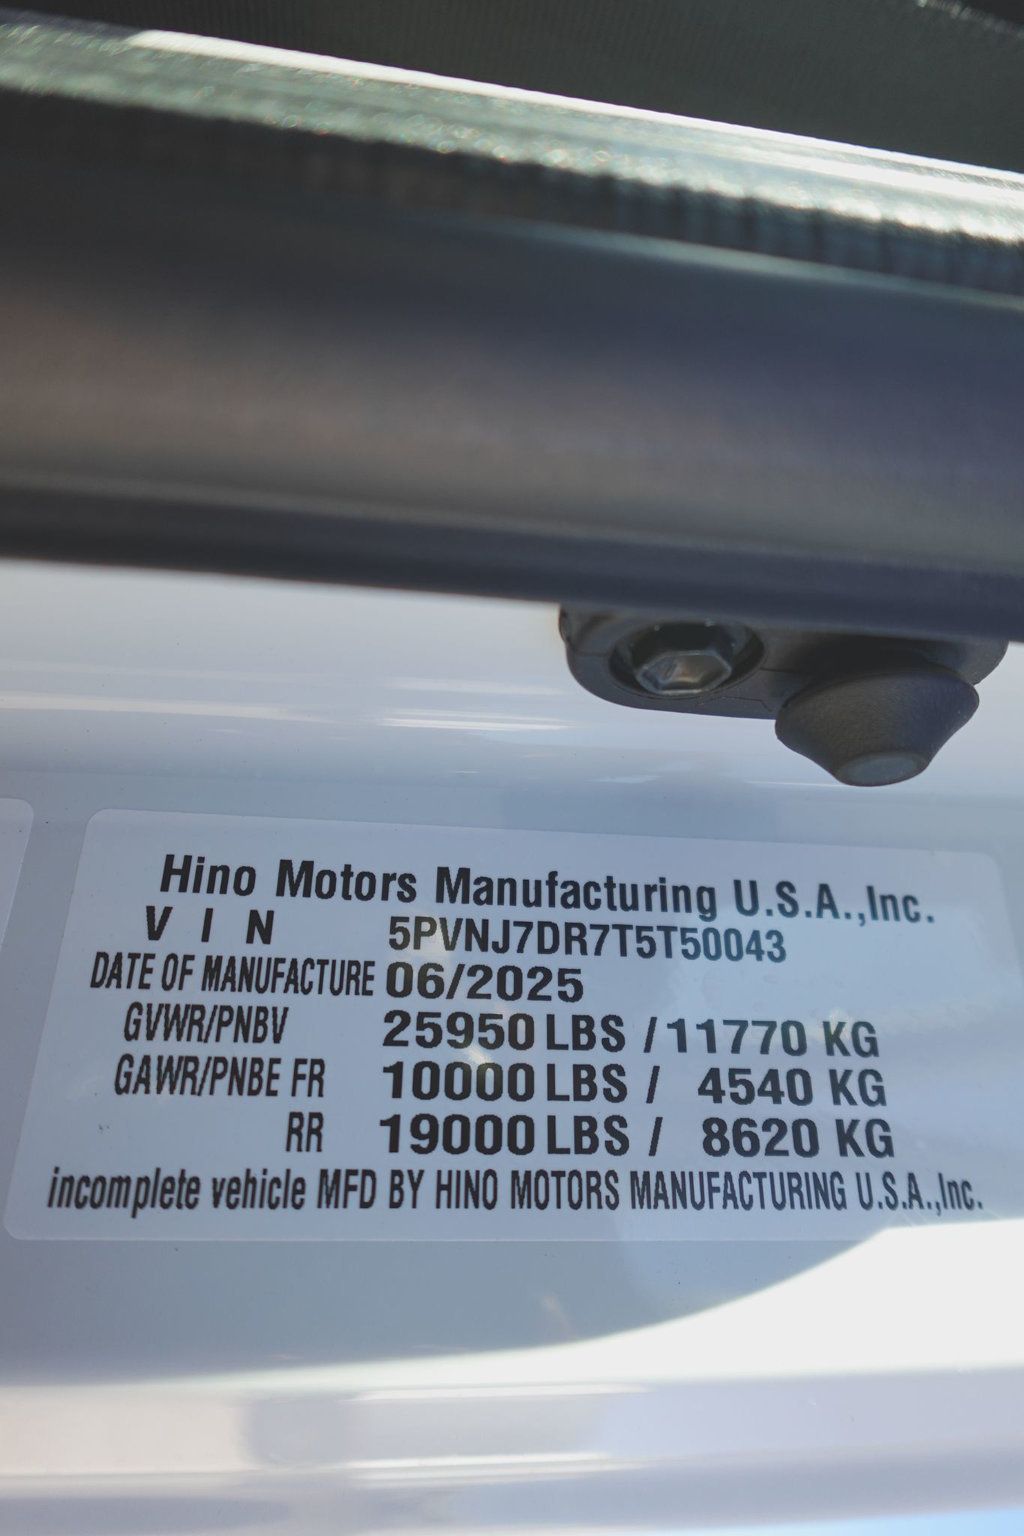 Hino Motors Manufacturing U.S.A.,Inc.
VIN 5PVNJ7DR7T5T50043
DATE OF MANUFACTURE 06/2025
GVWR/PNBV 25950 LBS / 11770 KG
GAWR/PNBE FR 10000 LBS / 4540 KG
RR 19000 LBS / 8620 KG
incomplete vehicle MFD BY HINO MOTORS MANUFACTURING U.S.A.,Inc.